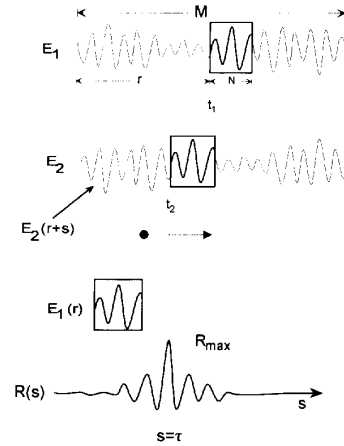 M
E1
r
N
t1
E2
t2
E2(r+s)
E1(r)
Rmax
R(s)
s
s=τ